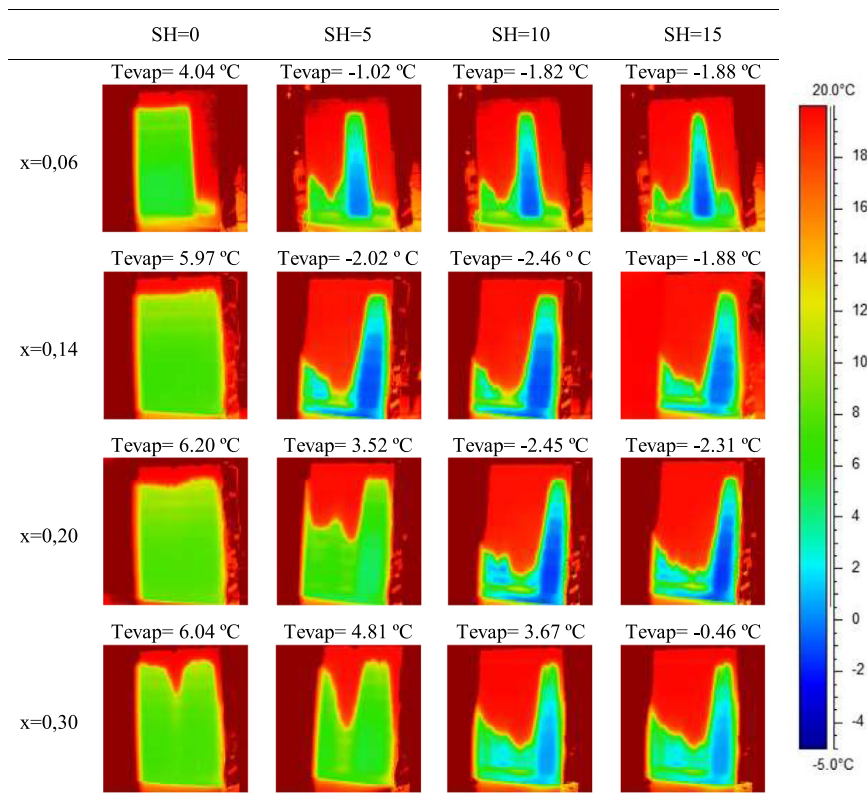 SH=0 SH=5 SH=10 SH=15
Tevap= 4.04 ºC Tevap= -1.02 ºC Tevap= -1.82 ºC Tevap= -1.88 ºC
x=0,06
Tevap= 5.97 ºC Tevap= -2.02 º C Tevap= -2.46 º C Tevap= -1.88 ºC
x=0,14
Tevap= 6.20 ºC Tevap= 3.52 ºC Tevap= -2.45 ºC Tevap= -2.31 ºC
x=0,20
Tevap= 6.04 ºC Tevap= 4.81 ºC Tevap= 3.67 ºC Tevap= -0.46 ºC
x=0,30
20.0°C
18
16
14
12
10
8
6
4
2
0
-2
-4
-5.0°C